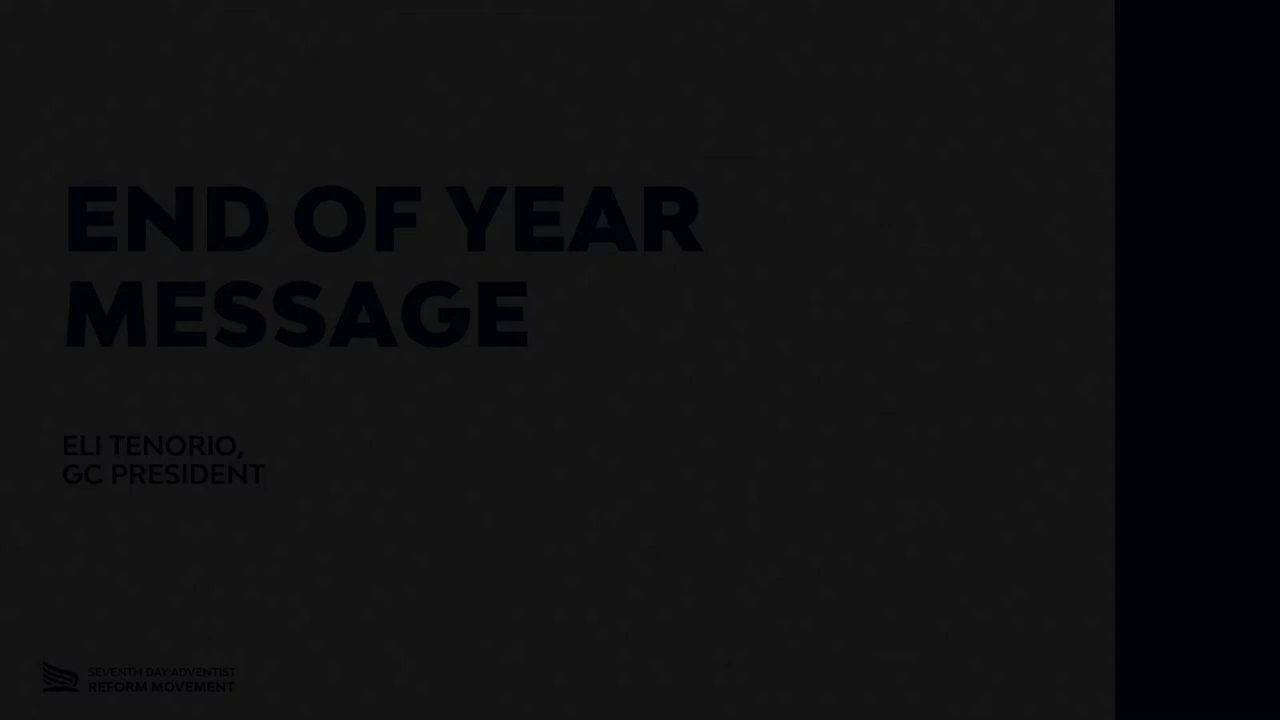 END OF YEAR
MESSAGE
ELI TENORIO,
GC PRESIDENT
SEVENTH DAY ADVENTIST
REFORM MOVEMENT